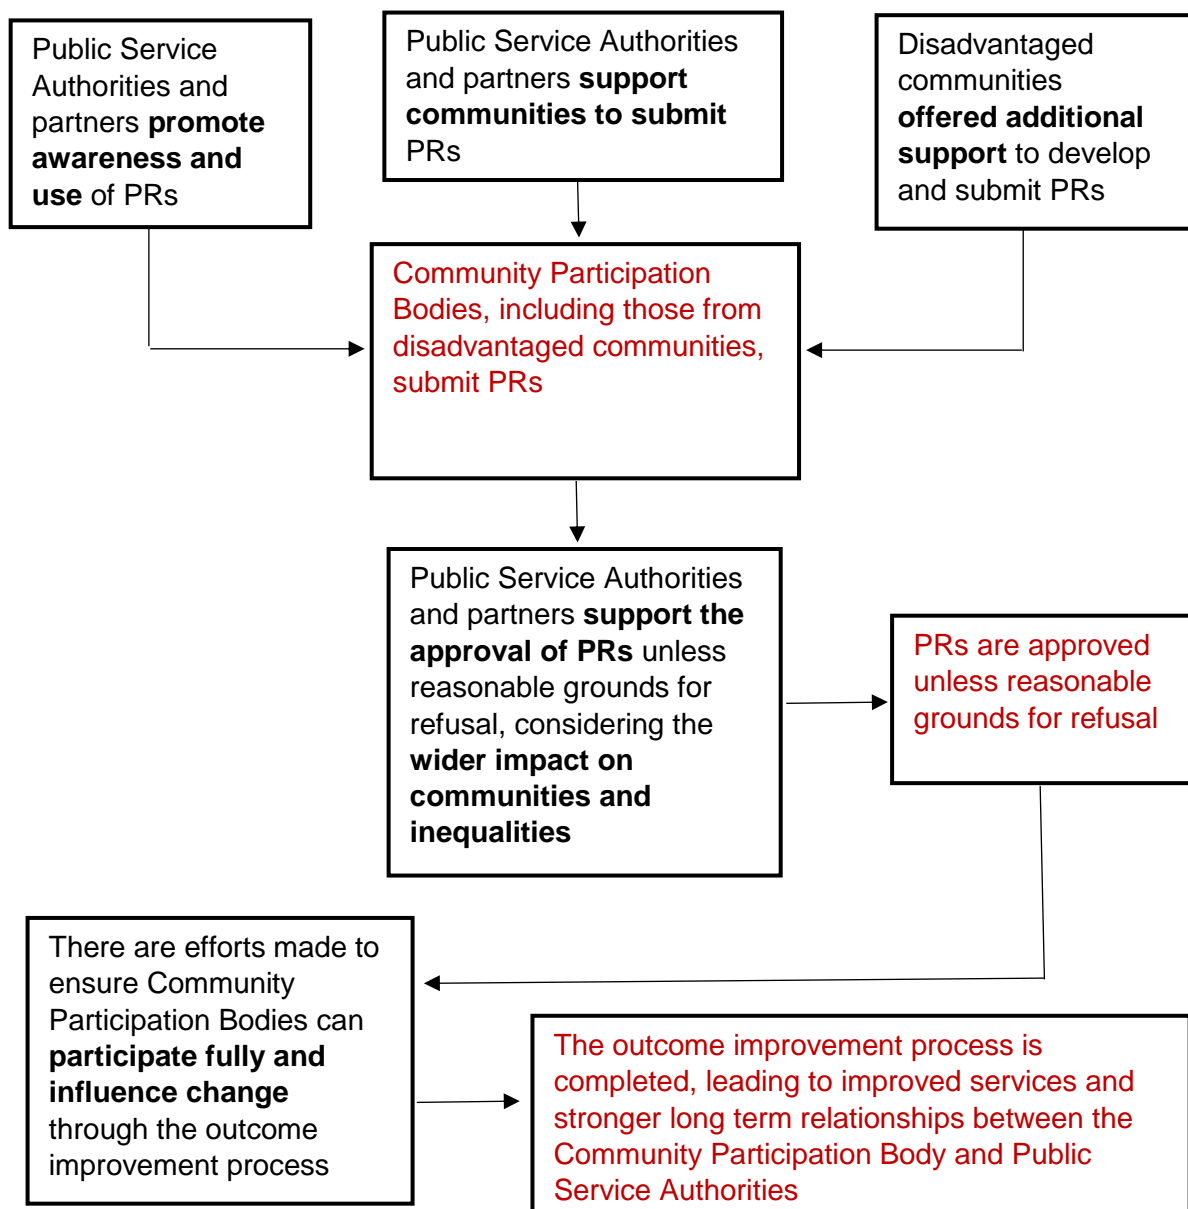 Public Service
Authorities and
partners promote
awareness and
use of PRs
Public Service Authorities
and partners support
communities to submit
PRs
Disadvantaged
communities
offered additional
support to develop
and submit PRs
Community Participation
Bodies, including those from
disadvantaged communities,
submit PRs
Public Service Authorities
and partners support the
approval of PRs unless
reasonable grounds for
refusal, considering the
wider impact on
communities and
inequalities
PRs are approved
unless reasonable
grounds for refusal
There are efforts made to
ensure Community
Participation Bodies can
participate fully and
influence change
through the outcome
improvement process
The outcome improvement process is
completed, leading to improved services and
stronger long term relationships between the
Community Participation Body and Public
Service Authorities